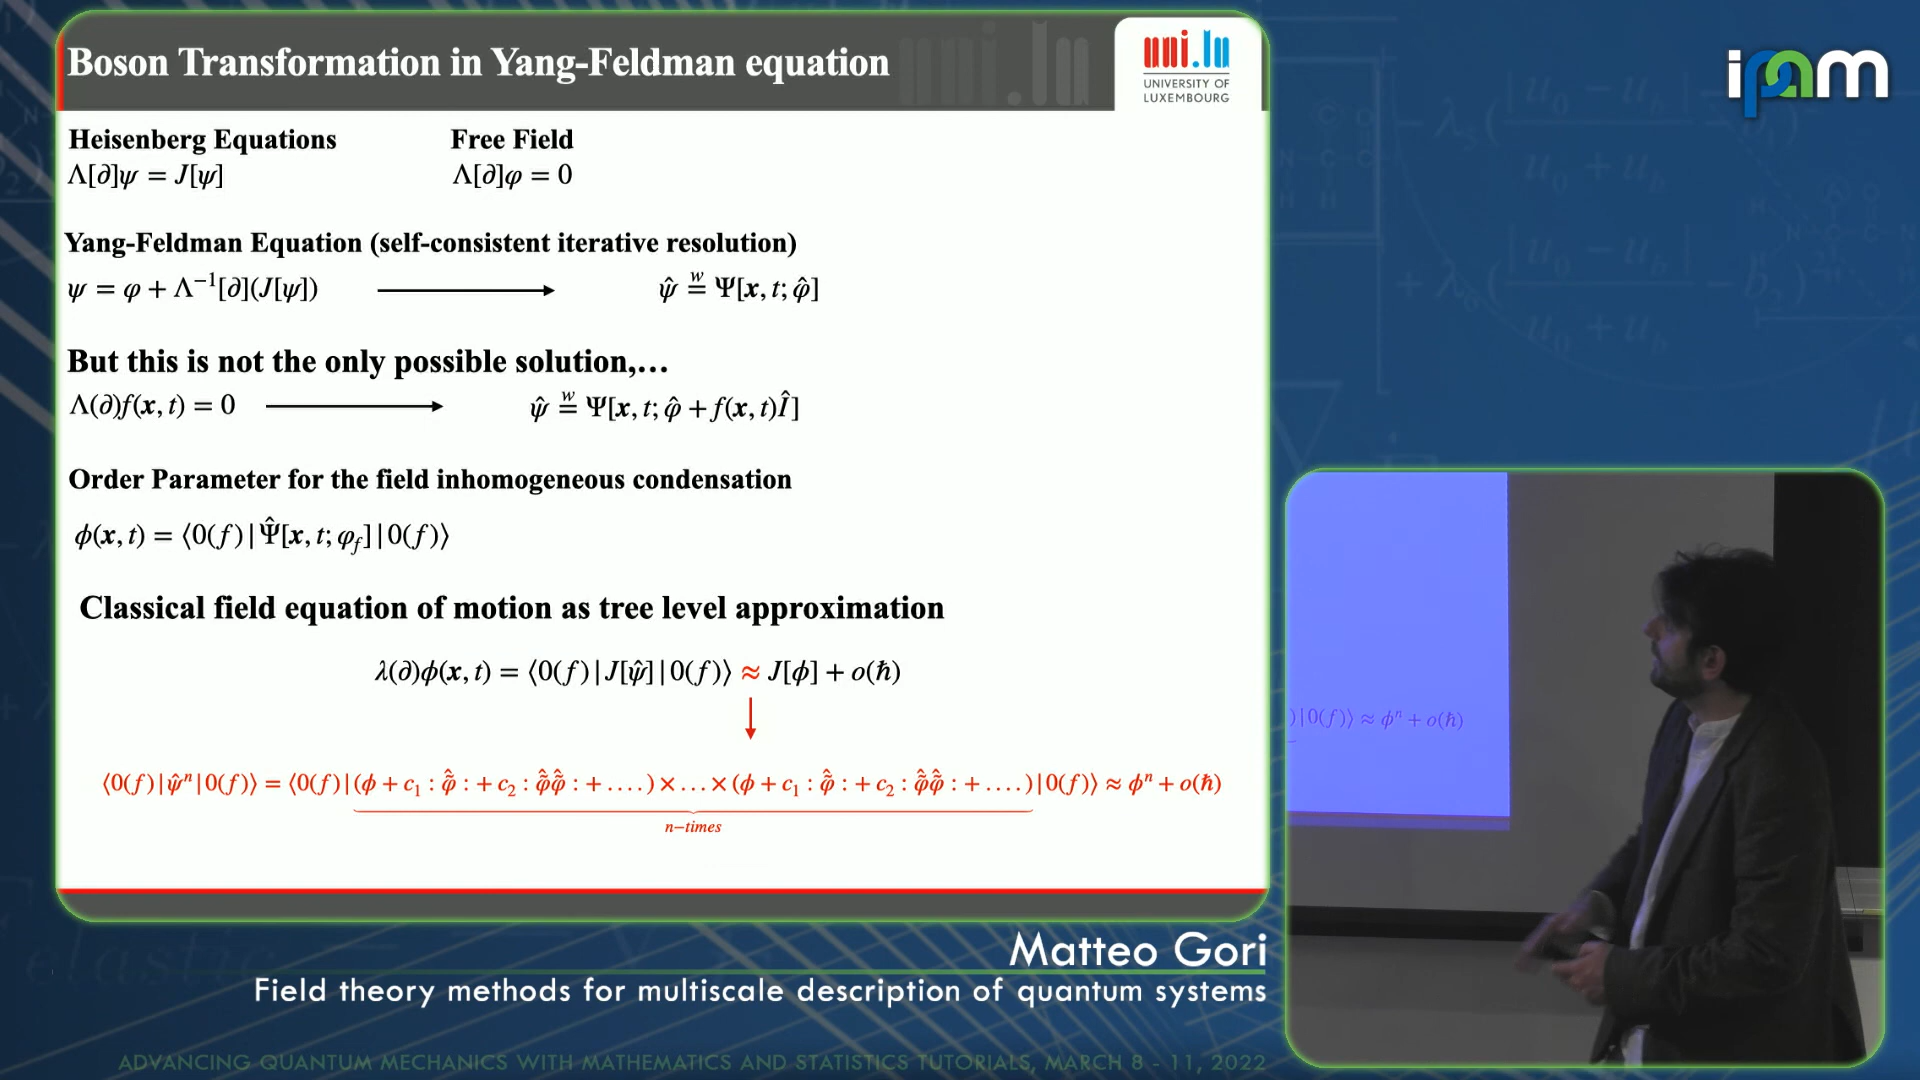 Boson Transformation in Yang-Feldman equation
uni.lu
UNIVERSITY OF
LUXEMBOURG
ipam
Heisenberg Equations Free Field
Λ[∂]ψ = J[ψ] Λ[∂]φ = 0
Yang-Feldman Equation (self-consistent iterative resolution)
ψ = φ + Λ⁻¹[∂](J[ψ]) ⟶ ψ̂ =ʷ Ψ[x, t; φ̂]
But this is not the only possible solution,…
Λ(∂)f(x, t) = 0 ⟶ ψ̂ =ʷ Ψ[x, t; φ̂ + f(x, t)Î]
Order Parameter for the field inhomogeneous condensation
ϕ(x, t) = ⟨0(f)|Ψ̂[x, t; φ_f]|0(f)⟩
Classical field equation of motion as tree level approximation
λ(∂)ϕ(x, t) = ⟨0(f)|J[ψ̂]|0(f)⟩ ≈ J[ϕ] + o(ℏ)
⟨0(f)|ψ̂ⁿ|0(f)⟩ = ⟨0(f)|(ϕ + c₁ : φ̃̂ : + c₂ : φ̃̂φ̃̂ : + ....) × ... × (ϕ + c₁ : φ̃̂ : + c₂ : φ̃̂φ̃̂ : + ....)|0(f)⟩ ≈ ϕⁿ + o(ℏ)
n−times
)|0(f)⟩ ≈ ϕⁿ + o(ℏ)
Matteo Gori
Field theory methods for multiscale description of quantum systems
ADVANCING QUANTUM MECHANICS WITH MATHEMATICS AND STATISTICS TUTORIALS, MARCH 8 - 11, 2022